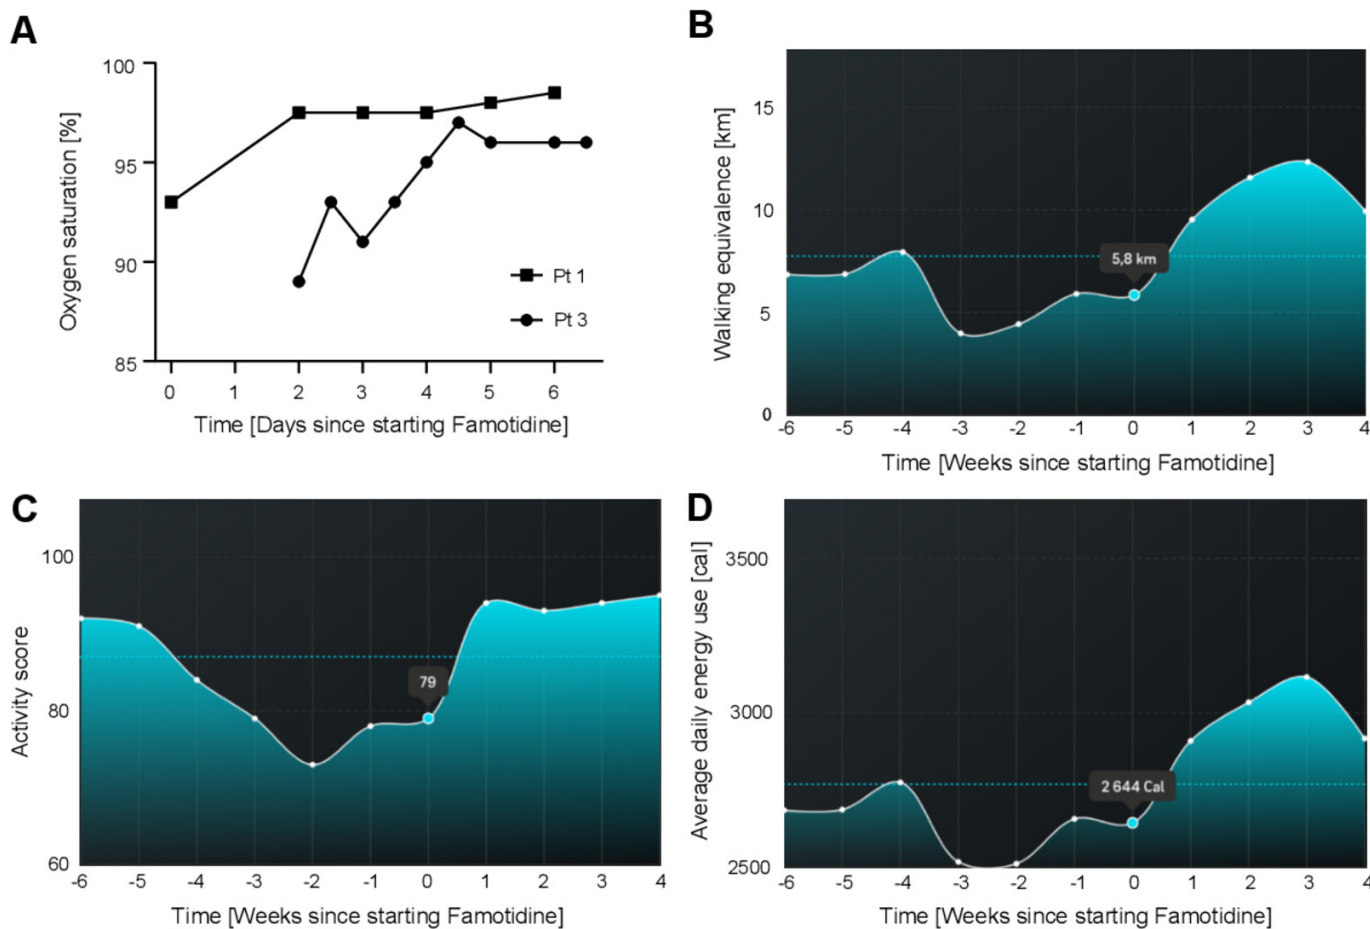 A
Oxygen saturation [%]
100
95
90
85
0 1 2 3 4 5 6
Time [Days since starting Famotidine]
Pt 1
Pt 3
B
Walking equivalence [km]
15
10
5
0
5,8 km
-6 -5 -4 -3 -2 -1 0 1 2 3 4
Time [Weeks since starting Famotidine]
C
Activity score
100
80
60
79
-6 -5 -4 -3 -2 -1 0 1 2 3 4
Time [Weeks since starting Famotidine]
D
Average daily energy use [cal]
3500
3000
2500
2 644 Cal
-6 -5 -4 -3 -2 -1 0 1 2 3 4
Time [Weeks since starting Famotidine]